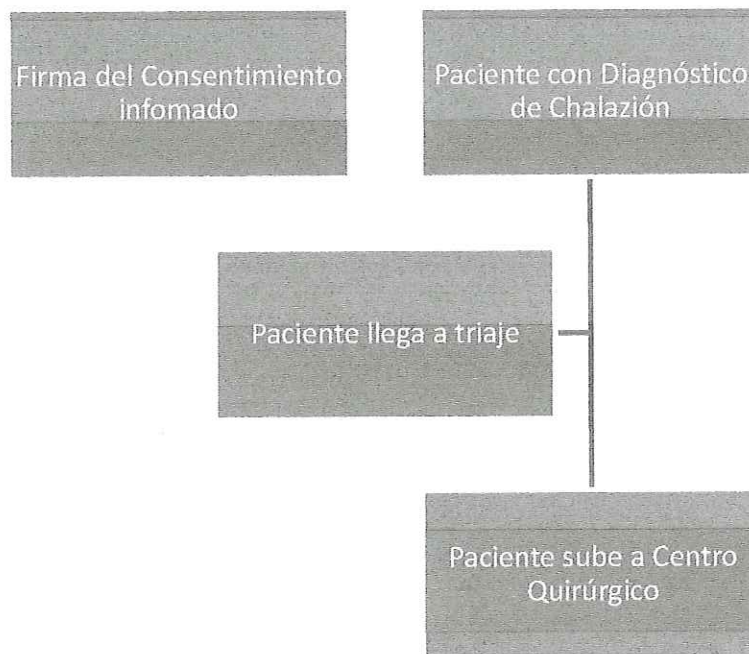 Firma del Consentimiento
infomado
Paciente con Diagnóstico
de Chalazión
Paciente llega a triaje
Paciente sube a Centro
Quirúrgico